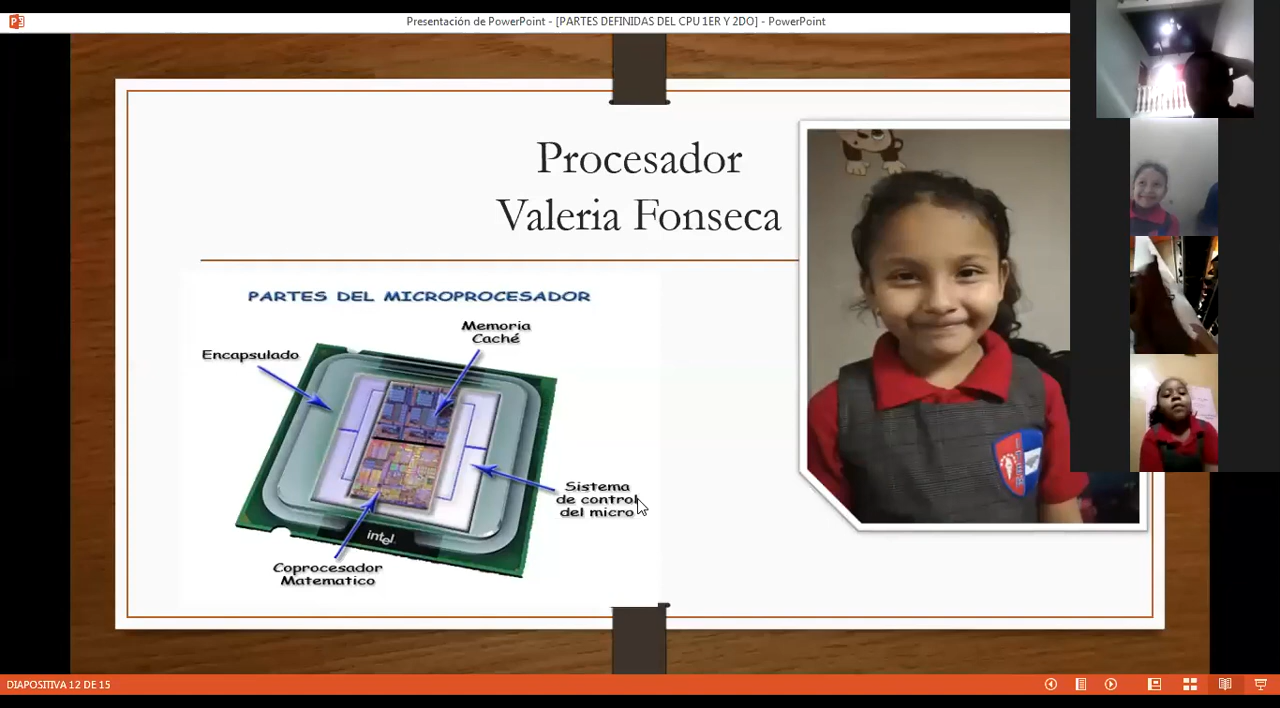 Presentación de PowerPoint - [PARTES DEFINIDAS DEL CPU 1ER Y 2DO] - PowerPoint
Procesador
Valeria Fonseca
PARTES DEL MICROPROCESADOR
Memoria
Caché
Encapsulado
Sistema
de control
del micro
intel
Coprocesador
Matematico
DIAPOSITIVA 12 DE 15